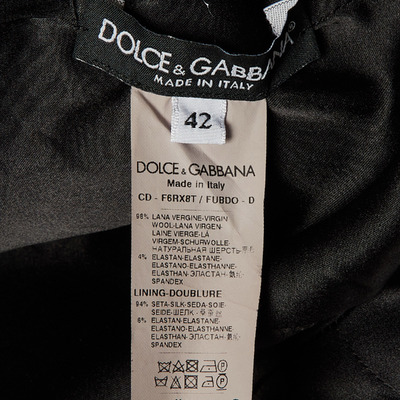 DOLCE & GABBANA
MADE IN ITALY
42
DOLCE & GABBANA
Made in Italy
CD - F6RX8T / FUBDO - D
96% LANA VERGINE-VIRGIN
WOOL-LANA VIRGEN-
LAINE VIERGE-LÃ
VIRGEM-SCHURWOLLE-
НАТУРАЛЬНАЯ ШЕРСТЬ
4% ELASTAN-ELASTANE-
ELASTANO-ELASTHANNE-
ELASTHAN-ЭЛАСТАН-
SPANDEX
LINING-DOUBLURE
94% SETA-SILK-SEDA-SOIE-
SEIDE-ШЕЛК-
6% ELASTAN-ELASTANE-
ELASTANO-ELASTHANNE-
ELASTHAN-ЭЛАСТАН-
SPANDEX